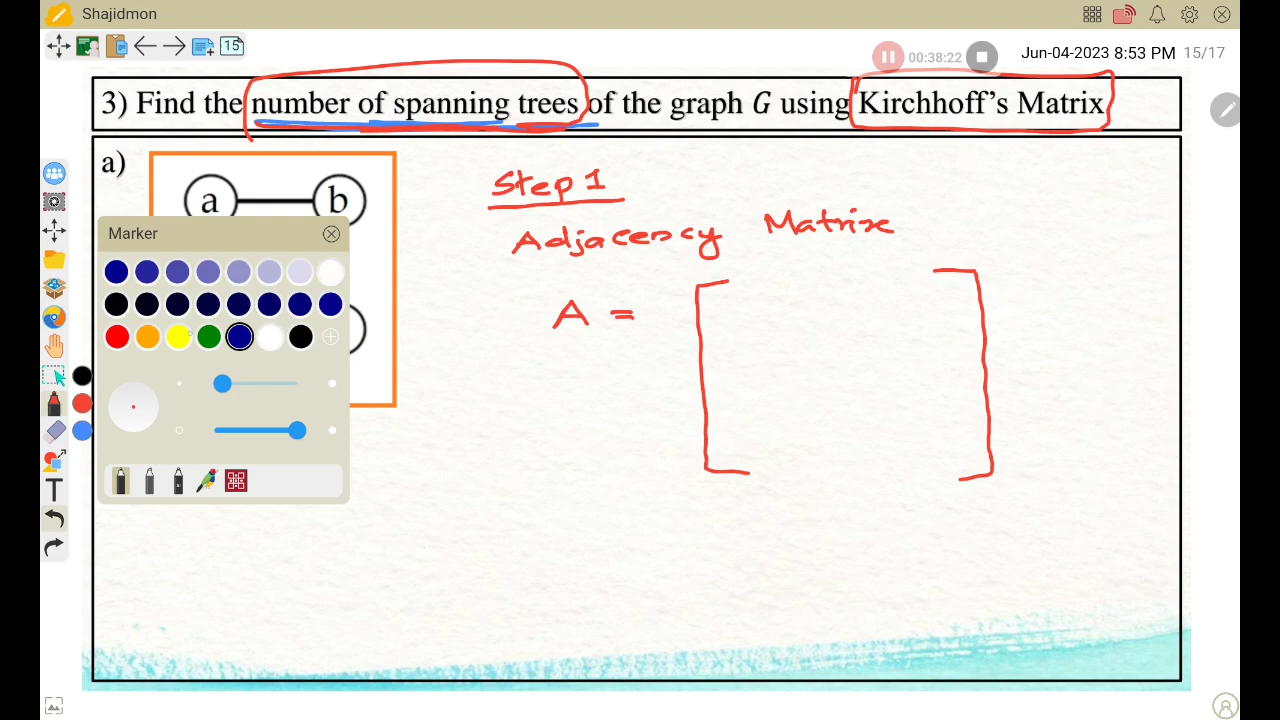 Shajidmon
15
00:38:22
Jun-04-2023 8:53 PM 15/17
3) Find the number of spanning trees of the graph G using Kirchhoff's Matrix
a)
a b
Step 1
Adjacency Matrix
A =
Marker
T